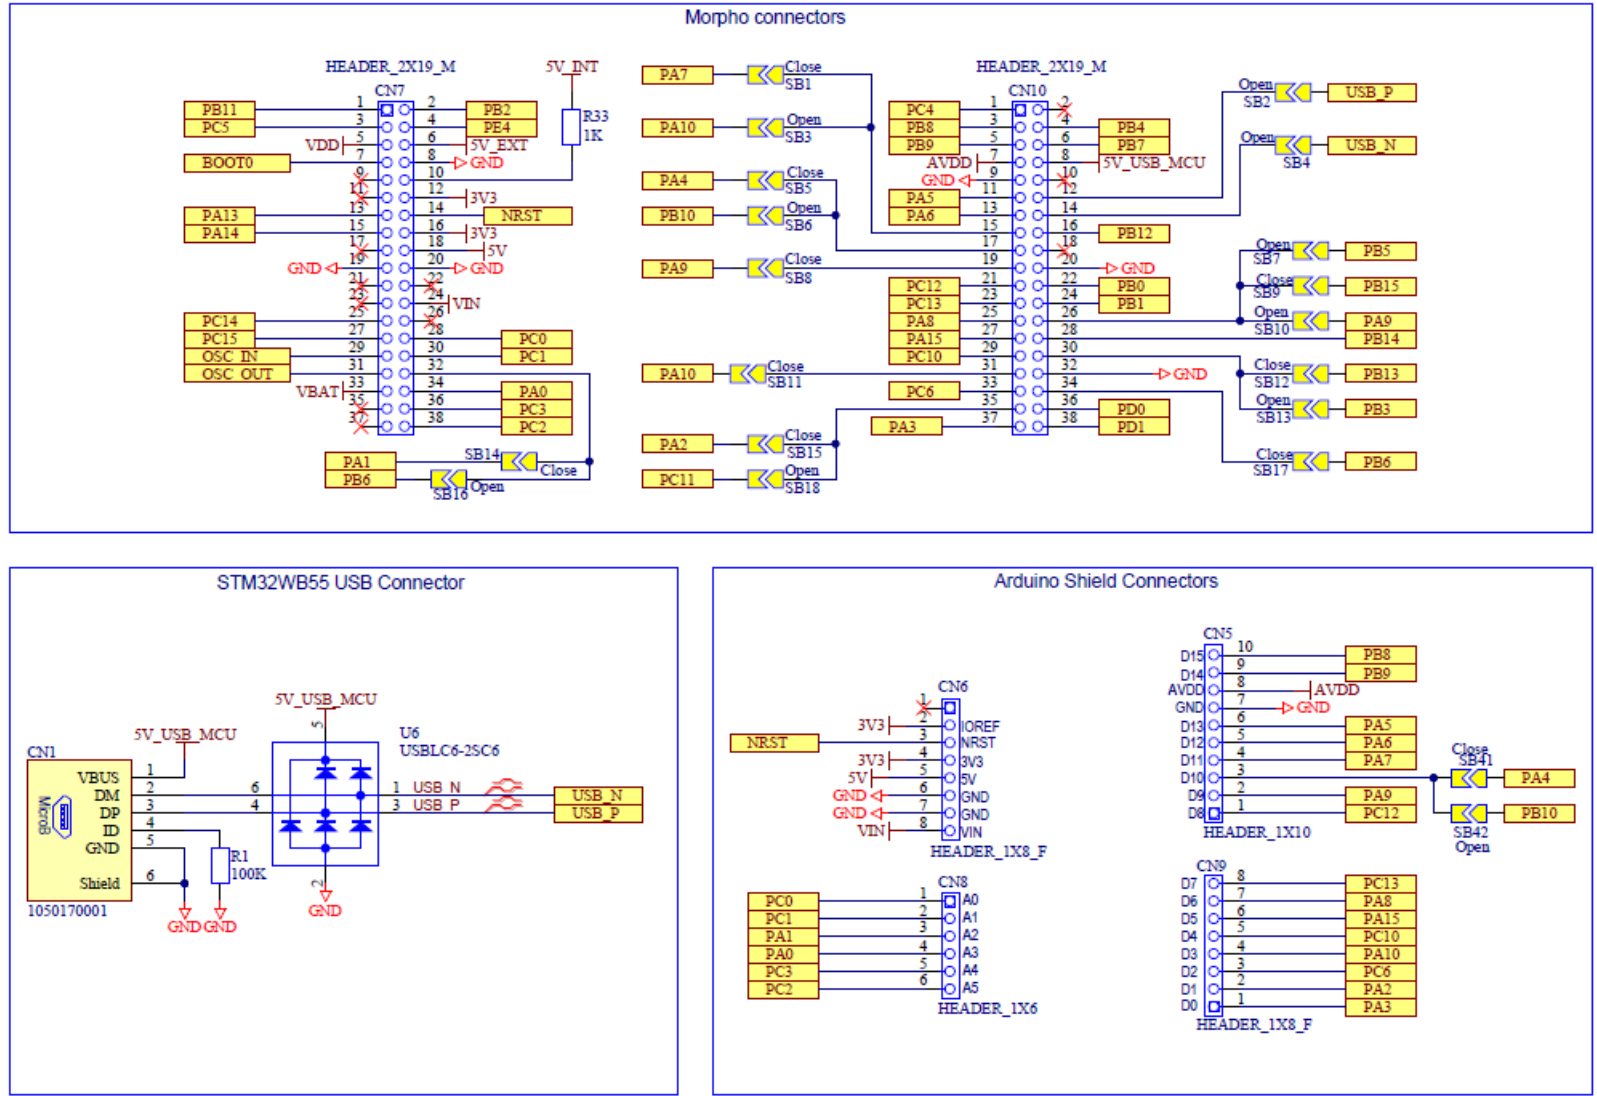 Morpho connectors
HEADER_2X19_M
CN7
PB11 1 2 PB2
PC5 3 4 PE4
VDD 5 6 5V_EXT
BOOT0 7 8 GND
9 10
11 12 3V3
PA13 13 14 NRST
PA14 15 16 3V3
17 18 5V
GND 19 20 GND
21 22
23 24 VIN
PC14 25 26
PC15 27 28 PC0
OSC_IN 29 30 PC1
OSC_OUT 31 32
VBAT 33 34 PA0
35 36 PC3
37 38 PC2
5V_INT
R33
1K
PA1 SB14 Close
PB6 SB16 Open
PA7 Close SB1
PA10 Open SB3
PA4 Close SB5
PB10 Open SB6
PA9 Close SB8
PA10 Close SB11
PA2 Close SB15
PC11 Open SB18
HEADER_2X19_M
CN10
PC4 1 2
PB8 3 4 PB4
PB9 5 6 PB7
AVDD 7 8 5V_USB_MCU
GND 9 10
PA5 11 12
PA6 13 14
15 16 PB12
17 18
19 20 GND
PC12 21 22 PB0
PC13 23 24 PB1
PA8 25 26
PA15 27 28 PB14
PC10 29 30
31 32 GND
PC6 33 34
35 36 PD0
PA3 37 38 PD1
Open SB2 USB_P
Open SB4 USB_N
Open SB7 PB5
Close SB9 PB15
Open SB10 PA9
Close SB12 PB13
Open SB13 PB3
Close SB17 PB6
STM32WB55 USB Connector
CN1
5V_USB_MCU
VBUS 1
DM 2
DP 3
ID 4
GND 5
Shield 6
MicroB
1050170001
R1
100K
GND GND
5V_USB_MCU
5
U6
USBLC6-2SC6
6 1 USB_N USB_N
4 3 USB_P USB_P
2
GND
Arduino Shield Connectors
CN6
1
3V3 2 IOREF
NRST 3 NRST
3V3 4 3V3
5V 5 5V
GND 6 GND
GND 7 GND
VIN 8 VIN
HEADER_1X8_F
CN8
PC0 1 A0
PC1 2 A1
PA1 3 A2
PA0 4 A3
PC3 5 A4
PC2 6 A5
HEADER_1X6
CN5
D15 10 PB8
D14 9 PB9
AVDD 8 AVDD
GND 7 GND
D13 6 PA5
D12 5 PA6
D11 4 PA7
D10 3
D9 2 PA9
D8 1 PC12
HEADER_1X10
Close
SB41
PA4
PB10
SB42
Open
CN9
D7 8 PC13
D6 7 PA8
D5 6 PA15
D4 5 PC10
D3 4 PA10
D2 3 PC6
D1 2 PA2
D0 1 PA3
HEADER_1X8_F